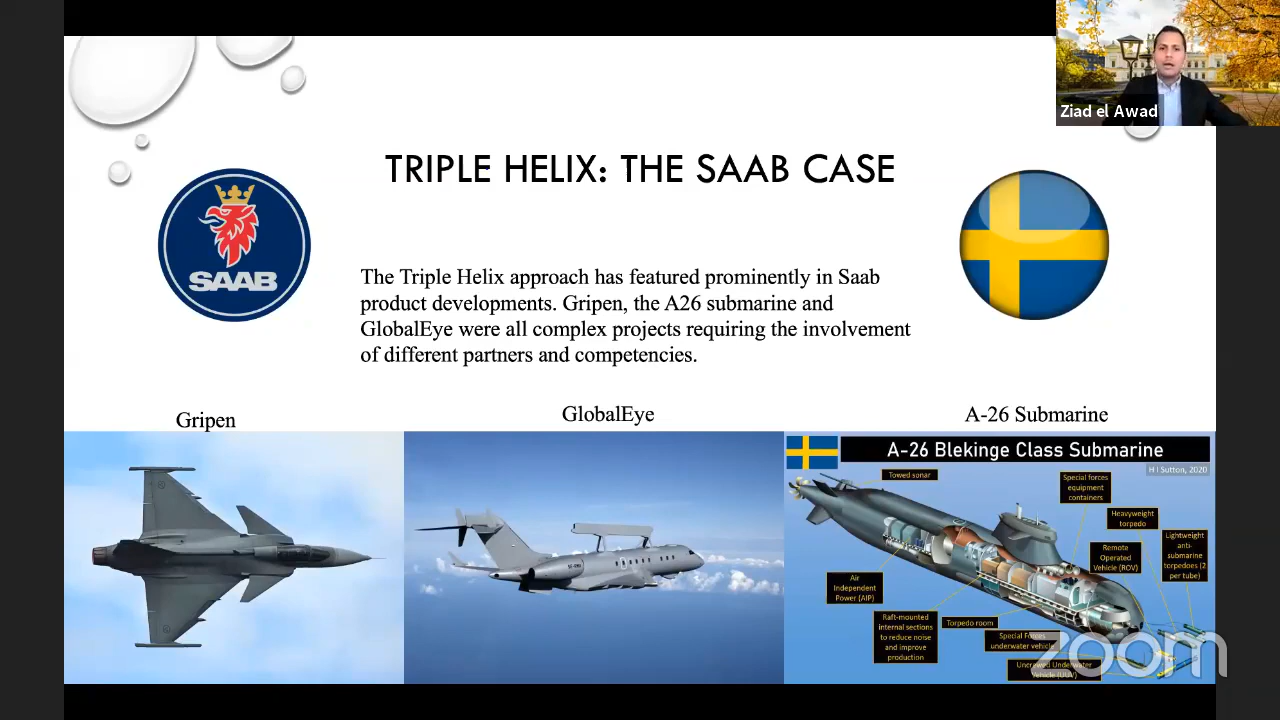 Ziad el Awad
TRIPLE HELIX: THE SAAB CASE
SAAB
The Triple Helix approach has featured prominently in Saab
product developments. Gripen, the A26 submarine and
GlobalEye were all complex projects requiring the involvement
of different partners and competencies.
Gripen
GlobalEye
A-26 Submarine
A-26 Blekinge Class Submarine
H I Sutton, 2020
Towed sonar
Special forces
equipment
containers
Heavyweight
torpedo
Lightweight
anti-
submarine
torpedoes (2
per tube)
Remote
Operated
Vehicle (ROV)
Air
Independent
Power (AIP)
Raft-mounted
internal sections
to reduce noise
and improve
production
Torpedo room
Special Forces
underwater vehicle
Uncrewed Underwater
Vehicle (UUV)
zoom